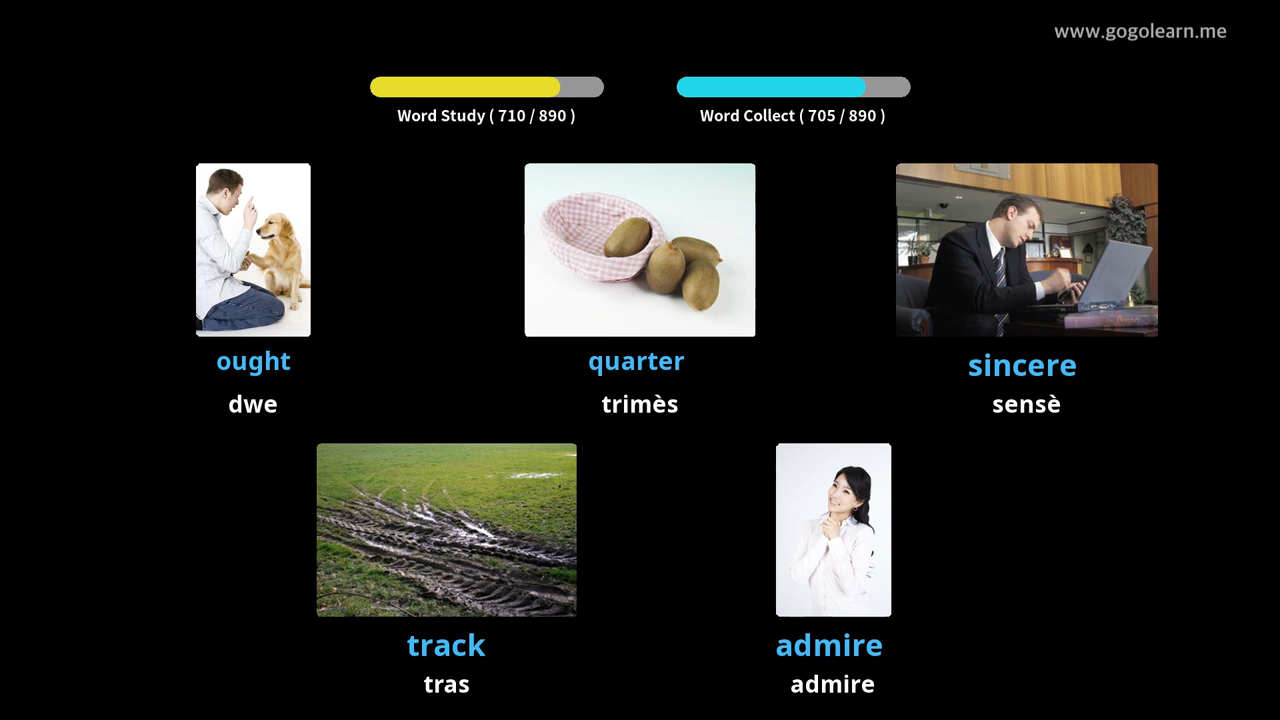 www.gogolearn.me
Word Study ( 710 / 890 )
Word Collect ( 705 / 890 )
ought
quarter
sincere
dwe
trimès
sensè
track
admire
tras
admire